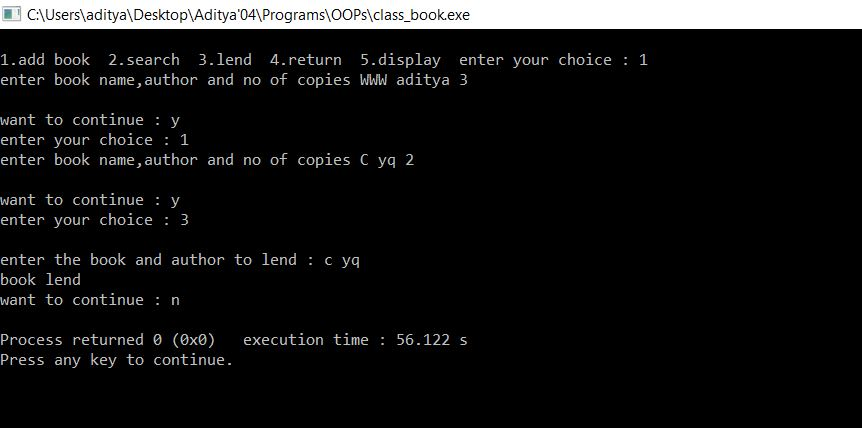 C:\Users\aditya\Desktop\Aditya'04\Programs\OOPs\class_book.exe
1.add book  2.search  3.lend  4.return  5.display  enter your choice : 1
enter book name,author and no of copies WWW aditya 3
want to continue : y
enter your choice : 1
enter book name,author and no of copies C yq 2
want to continue : y
enter your choice : 3
enter the book and author to lend : c yq
book lend
want to continue : n
Process returned 0 (0x0)   execution time : 56.122 s
Press any key to continue.